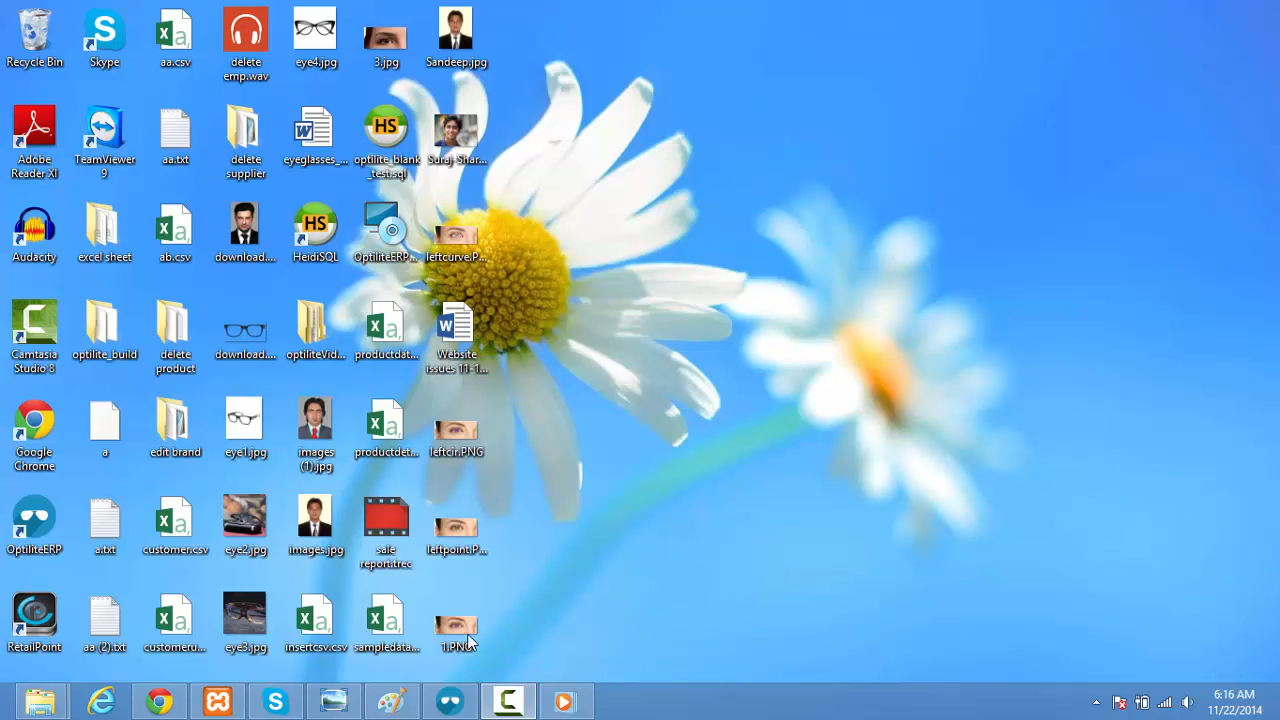 Recycle Bin
Skype
aa.csv
delete
emp.wav
eye4.jpg
3.jpg
Sandeep.jpg
Adobe
Reader XI
TeamViewer
9
aa.txt
delete
supplier
eyeglasses_...
optilite_blank
_test.sql
Suraj-Shar...
Audacity
excel sheet
ab.csv
download....
HeidiSQL
OptiliteERP...
leftcurve.P...
Camtasia
Studio 8
optilite_build
delete
product
download....
optiliteVid...
productdat...
Website
issues 11-1...
Google
Chrome
a
edit brand
eye1.jpg
images
(1).jpg
productdet...
leftcir.PNG
OptiliteERP
a.txt
customer.csv
eye2.jpg
images.jpg
sale
report.trec
leftpoint.P...
RetailPoint
aa (2).txt
customeru...
eye3.jpg
insertcsv.csv
sampledata...
1.PNG
6:16 AM
11/22/2014